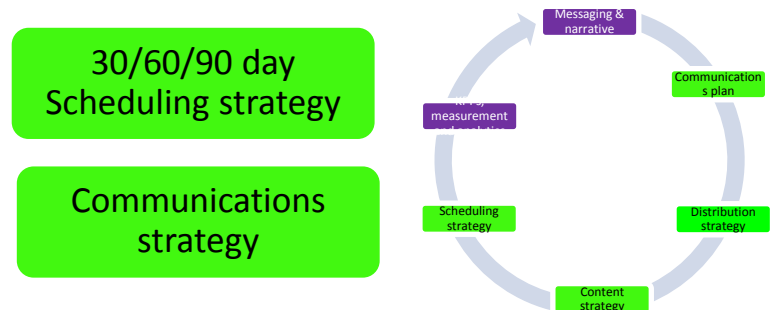 30/60/90 day
Scheduling strategy
Communications
strategy
Messaging &
narrative
Communication
s plan
Distribution
strategy
Content
strategy
Scheduling
strategy
measurement